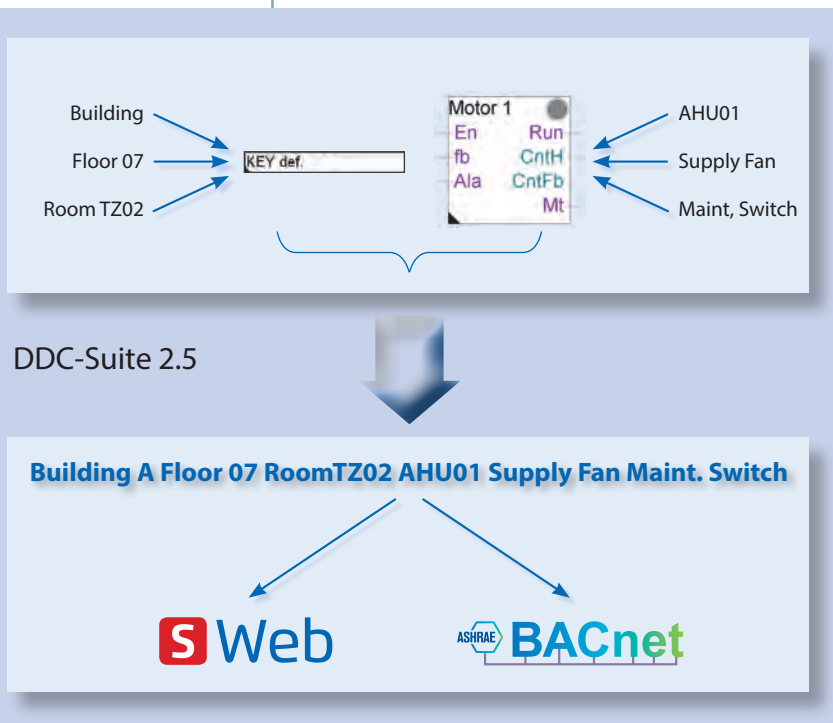 Building
Floor 07
Room TZ02
KEY def.
Motor 1
En Run
fb CntH
Ala CntFb
Mt
AHU01
Supply Fan
Maint, Switch
DDC-Suite 2.5
Building A Floor 07 RoomTZ02 AHU01 Supply Fan Maint. Switch
S Web
ASHRAE BACnet